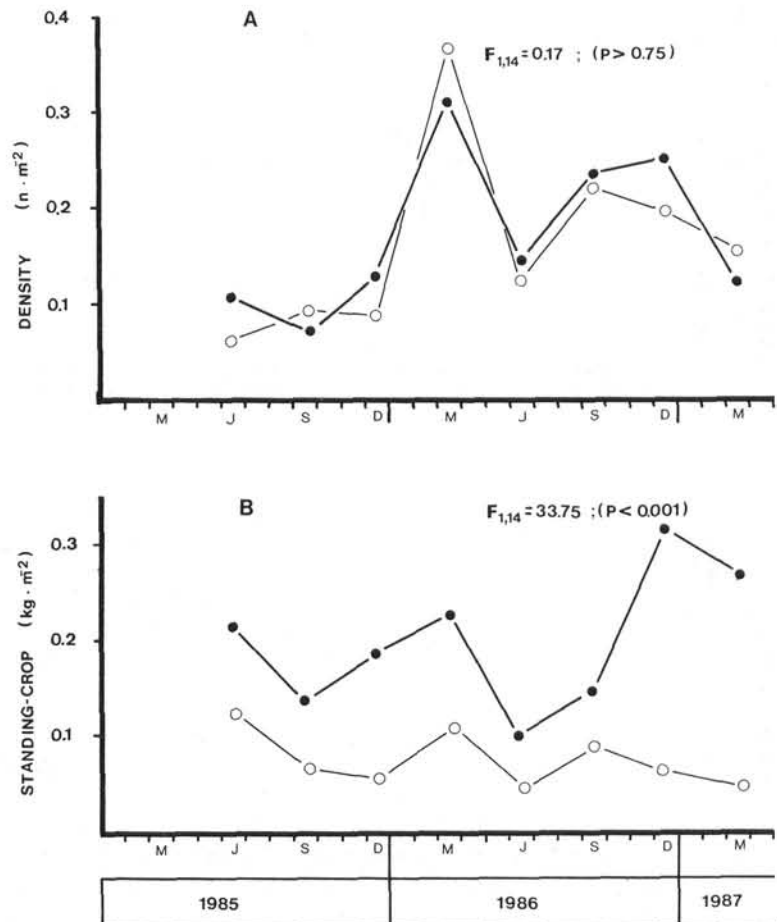 A
F1,14=0.17 ; (P> 0.75)
DENSITY (n · m̄²)
0,4
0,3
0,2
0,1
M J S D M J S D M
B
F1,14=33.75 ;(P< 0.001)
STANDING-CROP (kg · m̄²)
0.3
0.2
0.1
M J S D M J S D M
1985 1986 1987